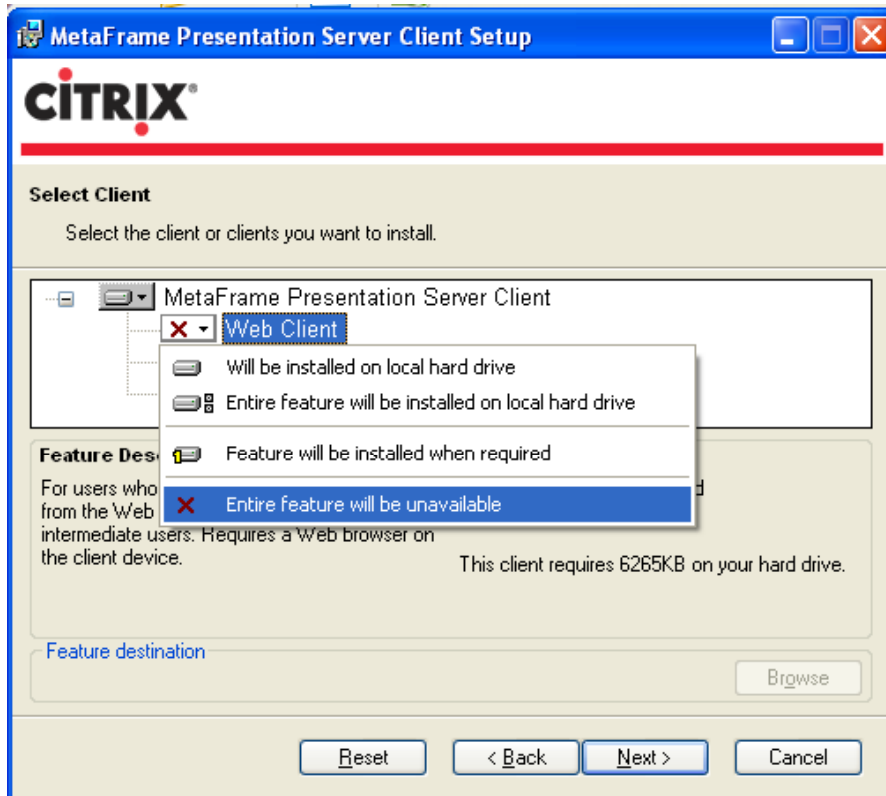 MetaFrame Presentation Server Client Setup
CİTRIX®
Select Client
Select the client or clients you want to install.
MetaFrame Presentation Server Client
Web Client
Will be installed on local hard drive
Entire feature will be installed on local hard drive
Feature will be installed when required
Entire feature will be unavailable
Feature
For users who
from the Web
intermediate users. Requires a Web browser on
the client device.
This client requires 6265KB on your hard drive.
Feature destination
Browse
Reset
< Back
Next >
Cancel